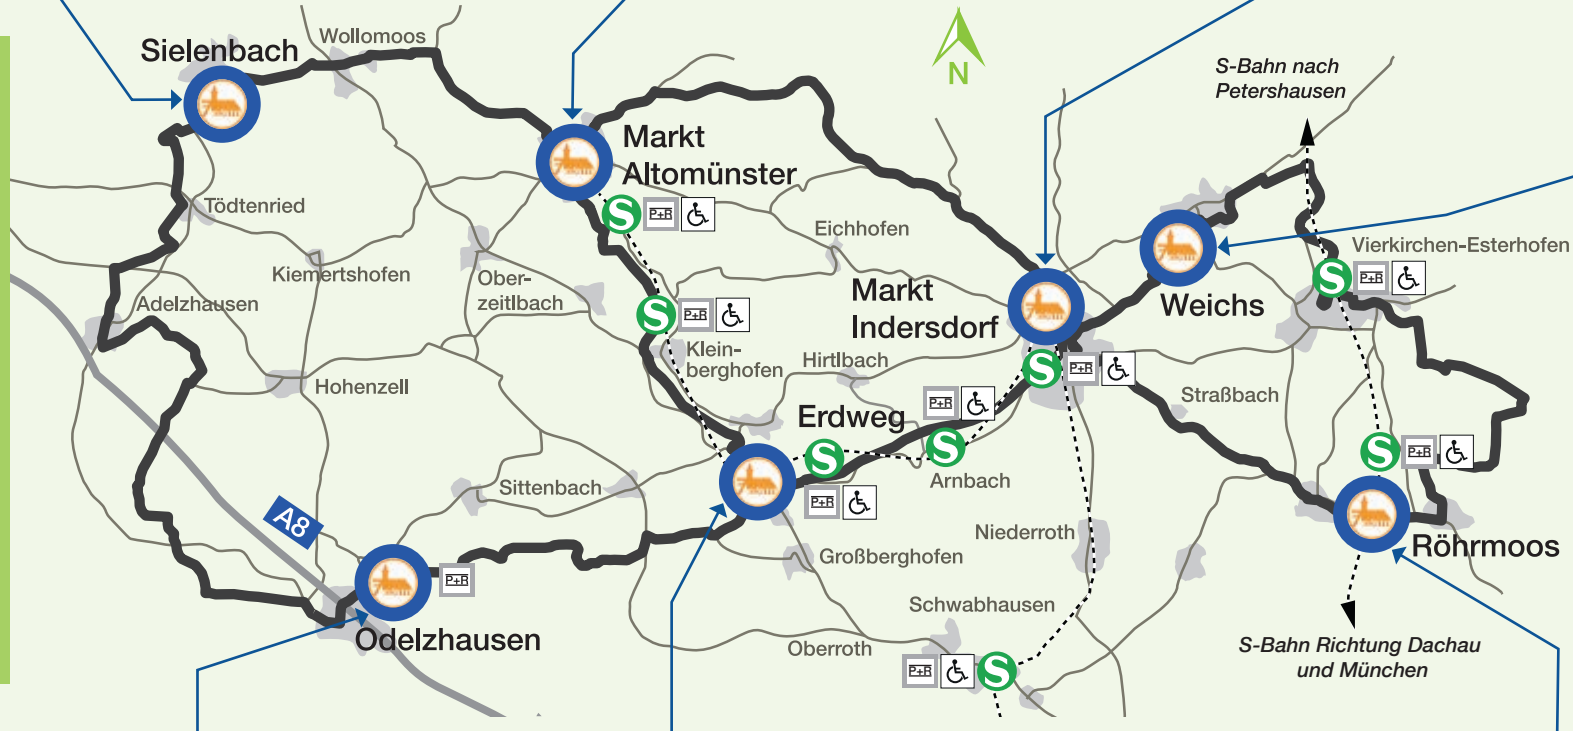 Wollomoos
Sielenbach
N
S-Bahn nach
Petershausen
Markt
Altomünster
S
P+R
Tödtenried
Eichhofen
Vierkirchen-Esterhofen
S
P+R
Kiemertshofen
Ober-
zeitlbach
Adelzhausen
S
P+R
Markt
Indersdorf
Weichs
Klein-
berghofen
Hirtlbach
S
P+R
Hohenzell
Straßbach
P+R
Erdweg
S
S
Arnbach
S
P+R
Sittenbach
P+R
A8
Niederroth
Röhrmoos
Großberghofen
P+R
Schwabhausen
Odelzhausen
Oberroth
S-Bahn Richtung Dachau
und München
P+R
S